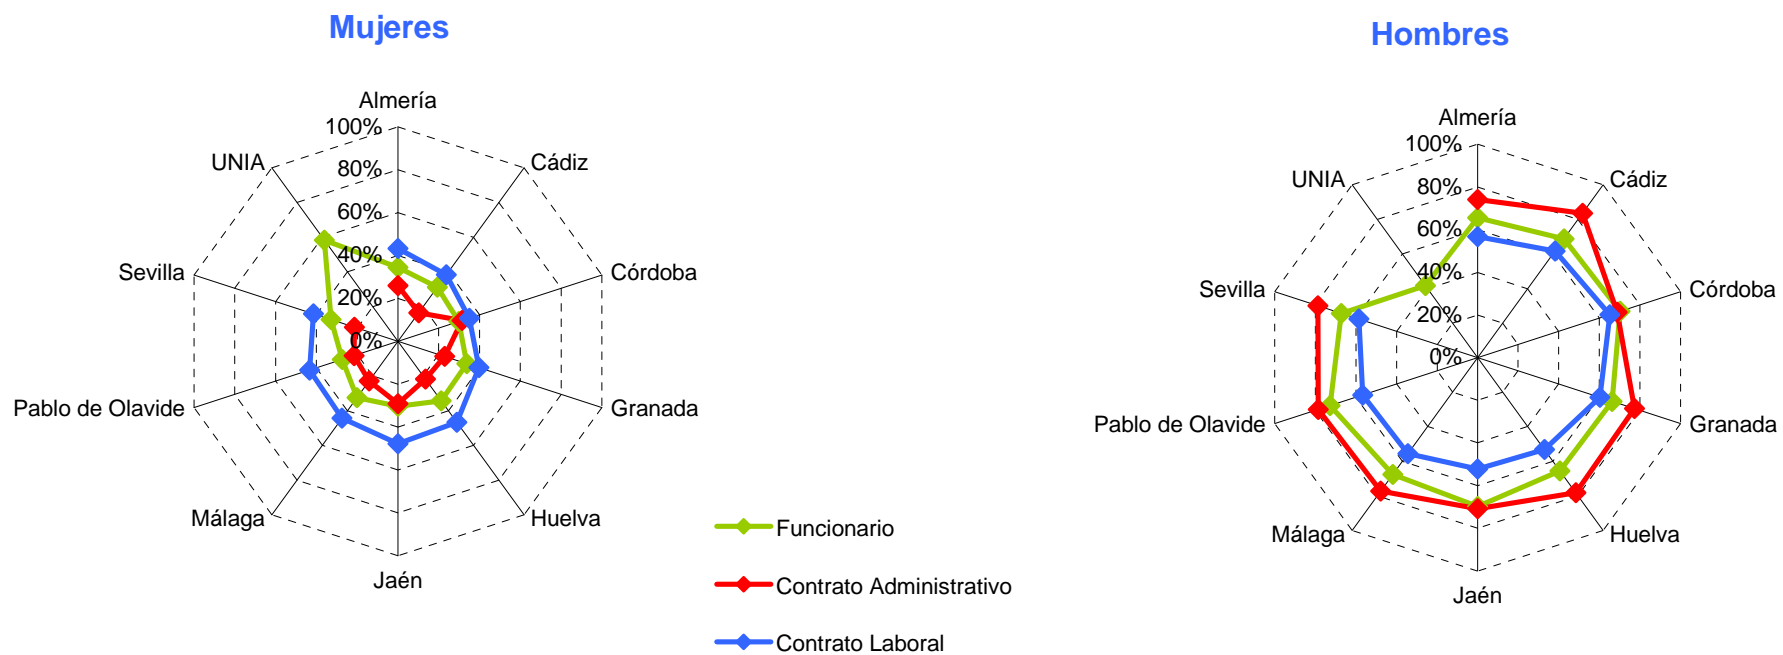 Mujeres
Almería
100%
80%
60%
40%
20%
0%
Cádiz
Córdoba
Granada
Huelva
Jaén
Málaga
Pablo de Olavide
Sevilla
UNIA
Funcionario
Contrato Administrativo
Contrato Laboral
Hombres
Almería
100%
80%
60%
40%
20%
0%
Cádiz
Córdoba
Granada
Huelva
Jaén
Málaga
Pablo de Olavide
Sevilla
UNIA